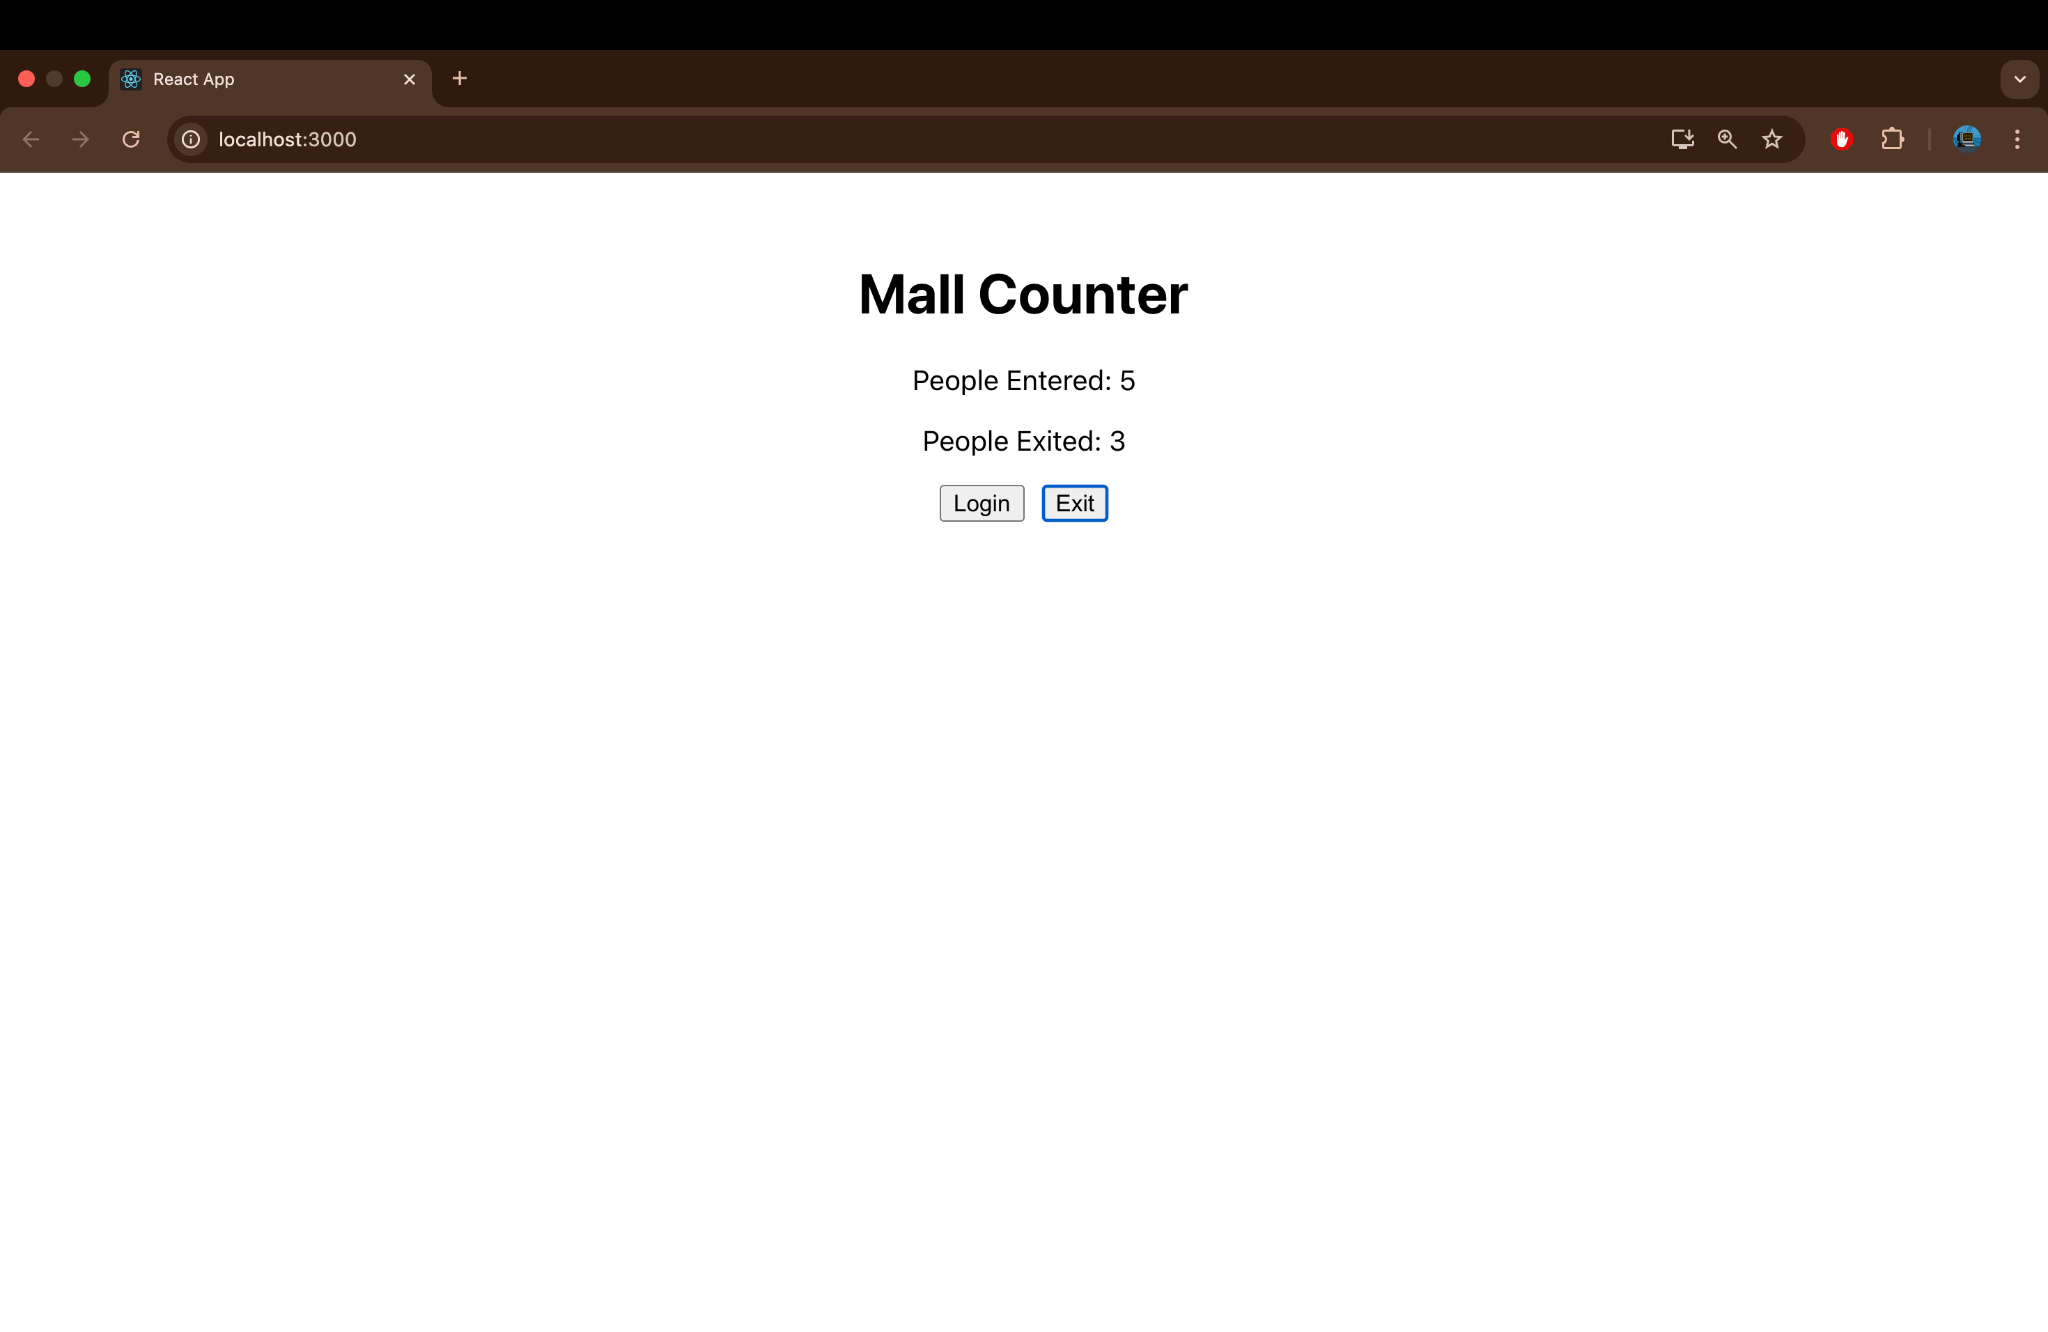 React App
localhost:3000
Mall Counter
People Entered: 5
People Exited: 3
Login Exit